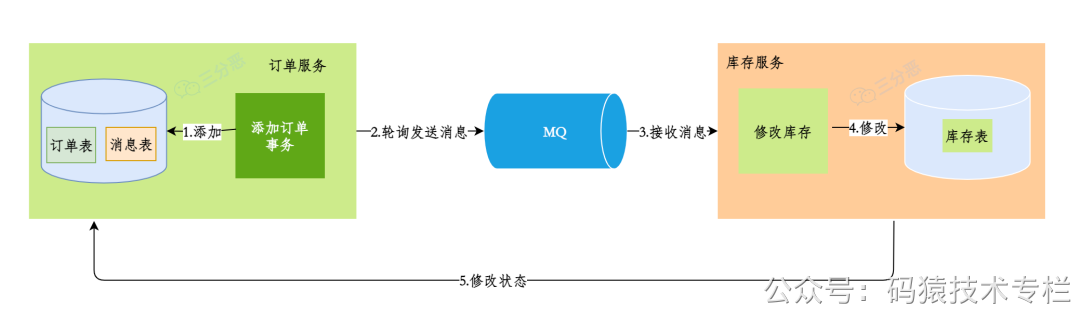 三分恶
订单服务
订单表
消息表
1.添加
添加订单
事务
2.轮询发送消息
MQ
3.接收消息
库存服务
三分恶
修改库存
4.修改
库存表
5.修改状态
公众号：码猿技术专栏